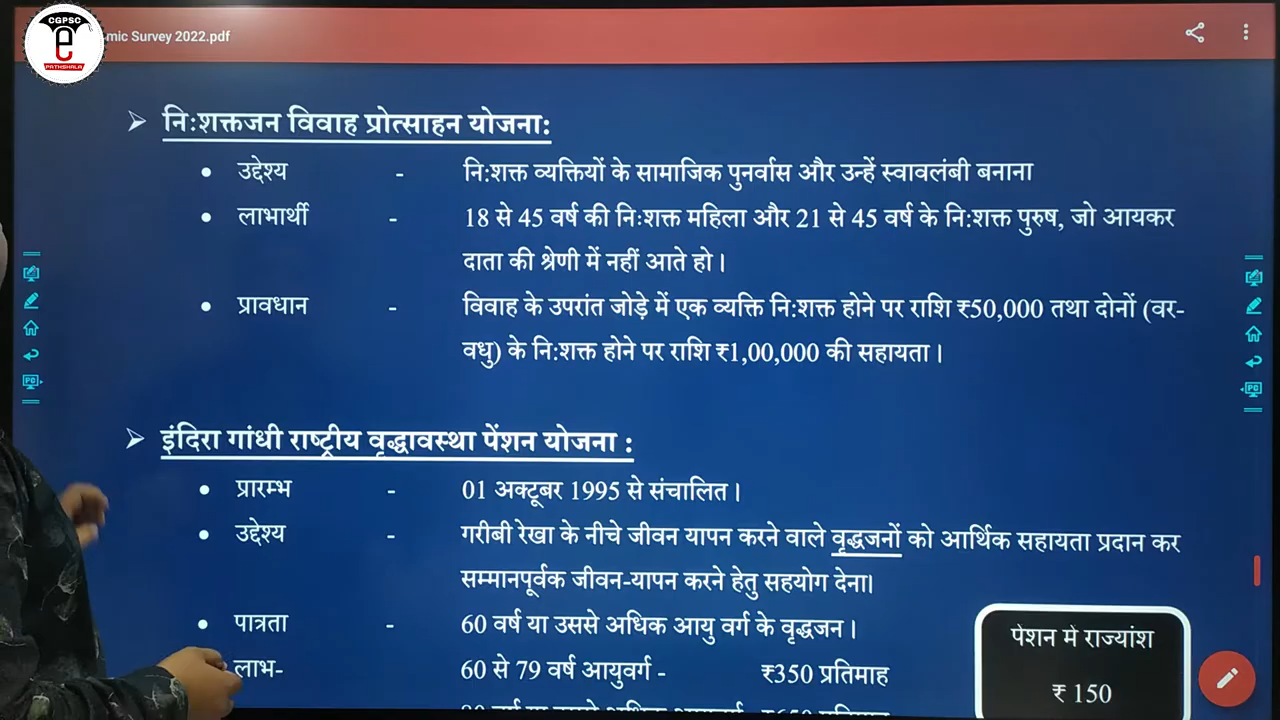 CGPSC
e
PATHSHALA
mic Survey 2022.pdf
➢ नि:शक्तजन विवाह प्रोत्साहन योजना:
• उद्देश्य - नि:शक्त व्यक्तियों के सामाजिक पुनर्वास और उन्हें स्वावलंबी बनाना
• लाभार्थी - 18 से 45 वर्ष की नि:शक्त महिला और 21 से 45 वर्ष के नि:शक्त पुरुष, जो आयकर
दाता की श्रेणी में नहीं आते हो।
• प्रावधान - विवाह के उपरांत जोड़े में एक व्यक्ति नि:शक्त होने पर राशि ₹50,000 तथा दोनों (वर-
वधु) के नि:शक्त होने पर राशि ₹1,00,000 की सहायता।
➢ इंदिरा गांधी राष्ट्रीय वृद्धावस्था पेंशन योजना :
• प्रारम्भ - 01 अक्टूबर 1995 से संचालित।
• उद्देश्य - गरीबी रेखा के नीचे जीवन यापन करने वाले वृद्धजनों को आर्थिक सहायता प्रदान कर
सम्मानपूर्वक जीवन-यापन करने हेतु सहयोग देना।
• पात्रता - 60 वर्ष या उससे अधिक आयु वर्ग के वृद्धजन।
लाभ- 60 से 79 वर्ष आयुवर्ग - ₹350 प्रतिमाह
पेंशन में राज्यांश
₹ 150
PC
PC